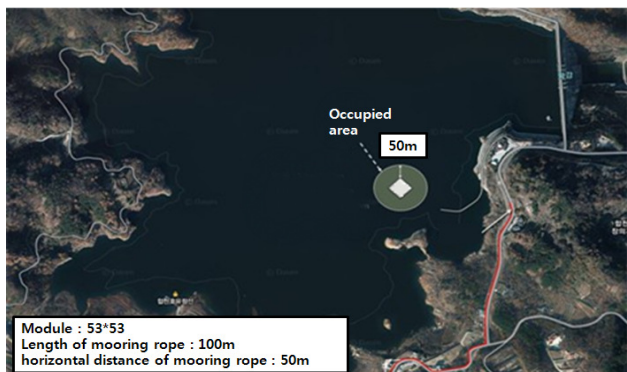 Occupied
area
50m
Module : 53*53
Length of mooring rope : 100m
horizontal distance of mooring rope : 50m